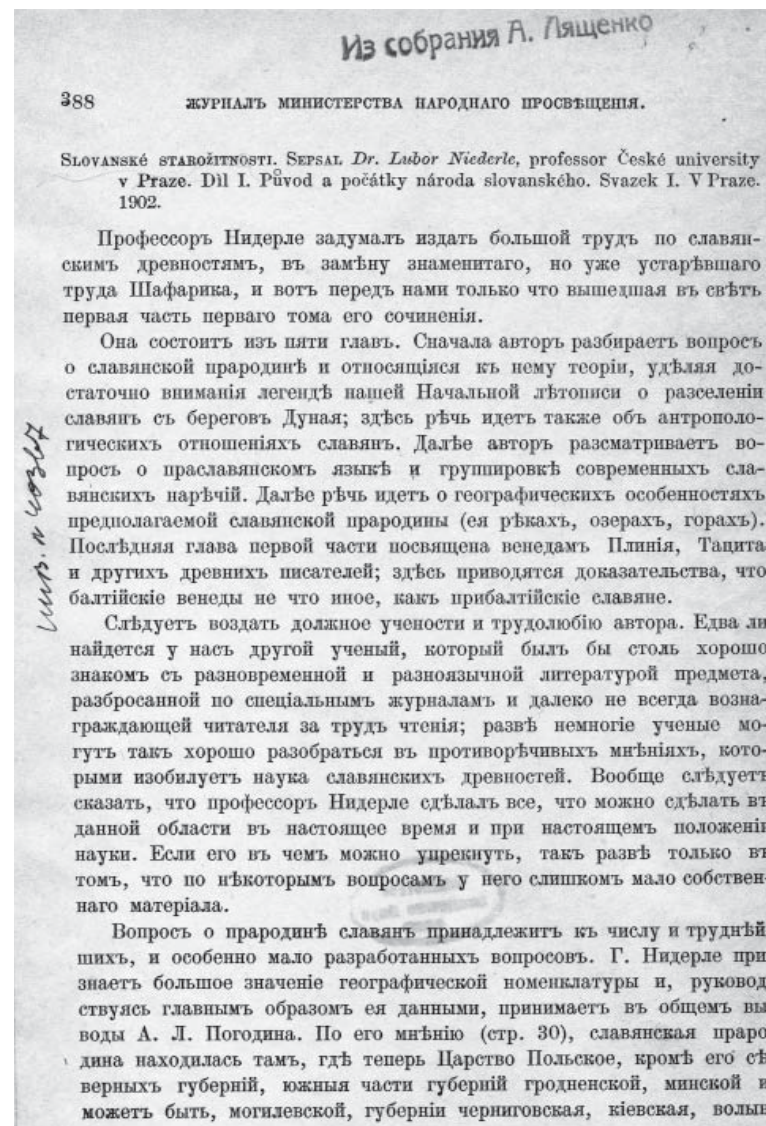 Из собрания А. Лященко
388
ЖУРНАЛЪ МИНИСТЕРСТВА НАРОДНАГО ПРОСВѢЩЕНІЯ.
SLOVANSKÉ STAROŽITNOSTI. SEPSAL Dr. Lubor Niederle, professor České university
v Praze. Díl I. Původ a počátky národa slovanského. Svazek I. V Praze.
1902.
Профессоръ Нидерле задумалъ издать большой трудъ по славян-
скимъ древностямъ, въ замѣну знаменитаго, но уже устарѣвшаго
труда Шафарика, и вотъ передъ нами только что вышедшая въ свѣтъ
первая часть перваго тома его сочиненія.
Она состоитъ изъ пяти главъ. Сначала авторъ разбираетъ вопросъ
о славянской прародинѣ и относящіяся къ нему теоріи, удѣляя до-
статочно вниманія легендѣ нашей Начальной лѣтописи о разселеніи
славянъ съ береговъ Дуная; здѣсь рѣчь идетъ также объ антрополо-
гическихъ отношеніяхъ славянъ. Далѣе авторъ разсматриваетъ во-
просъ о праславянскомъ языкѣ и группировкѣ современныхъ сла-
вянскихъ нарѣчій. Далѣе рѣчь идетъ о географическихъ особенностяхъ
предполагаемой славянской прародины (ея рѣкахъ, озерахъ, горахъ).
Послѣдняя глава первой части посвящена венедамъ Плинія, Тацита
и другихъ древнихъ писателей; здѣсь приводятся доказательства, что
балтійскіе венеды не что иное, какъ прибалтійскіе славяне.
Слѣдуетъ воздать должное учености и трудолюбію автора. Едва ли
найдется у насъ другой ученый, который былъ бы столь хорошо
знакомъ съ разновременной и разноязычной литературой предмета,
разбросанной по спеціальнымъ журналамъ и далеко не всегда возна-
граждающей читателя за трудъ чтенія; развѣ немногіе ученые мо-
гутъ такъ хорошо разобраться въ противорѣчивыхъ мнѣніяхъ, кото-
рыми изобилуетъ наука славянскихъ древностей. Вообще слѣдуетъ
сказать, что профессоръ Нидерле сдѣлалъ все, что можно сдѣлать въ
данной области въ настоящее время и при настоящемъ положеніи
науки. Если его въ чемъ можно упрекнуть, такъ развѣ только въ
томъ, что по нѣкоторымъ вопросамъ у него слишкомъ мало собствен-
наго матеріала.
Вопросъ о прародинѣ славянъ принадлежитъ къ числу и труднѣй
шихъ, и особенно мало разработанныхъ вопросовъ. Г. Нидерле при
знаетъ большое значеніе географической номенклатуры и, руковод
ствуясь главнымъ образомъ ея данными, принимаетъ въ общемъ вы
воды А. Л. Погодина. По его мнѣнію (стр. 30), славянская праро
дина находилась тамъ, гдѣ теперь Царство Польское, кромѣ его сѣ
верныхъ губерній, южныя части губерній гродненской, минской и
можетъ быть, могилевской, губерніи черниговская, кіевская, волын